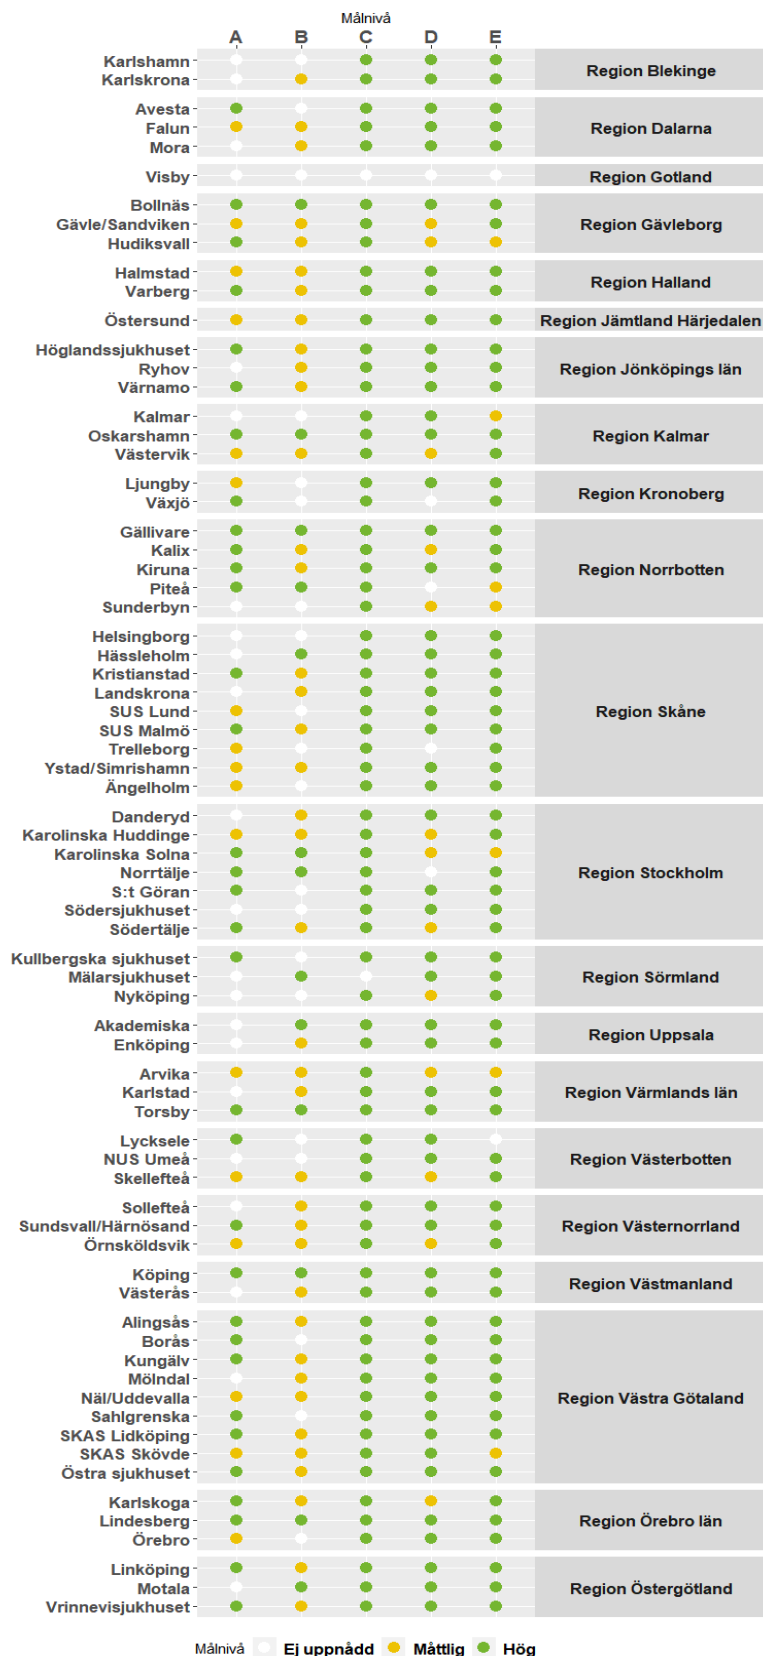 Målnivå
A B C D E
Karlshamn
Karlskrona
Region Blekinge
Avesta
Falun
Mora
Region Dalarna
Visby
Region Gotland
Bollnäs
Gävle/Sandviken
Hudiksvall
Region Gävleborg
Halmstad
Varberg
Region Halland
Östersund
Region Jämtland Härjedalen
Höglandssjukhuset
Ryhov
Värnamo
Region Jönköpings län
Kalmar
Oskarshamn
Västervik
Region Kalmar
Ljungby
Växjö
Region Kronoberg
Gällivare
Kalix
Kiruna
Piteå
Sunderbyn
Region Norrbotten
Helsingborg
Hässleholm
Kristianstad
Landskrona
SUS Lund
SUS Malmö
Trelleborg
Ystad/Simrishamn
Ängelholm
Region Skåne
Danderyd
Karolinska Huddinge
Karolinska Solna
Norrtälje
S:t Göran
Södersjukhuset
Södertälje
Region Stockholm
Kullbergska sjukhuset
Mälarsjukhuset
Nyköping
Region Sörmland
Akademiska
Enköping
Region Uppsala
Arvika
Karlstad
Torsby
Region Värmlands län
Lycksele
NUS Umeå
Skellefteå
Region Västerbotten
Sollefteå
Sundsvall/Härnösand
Örnsköldsvik
Region Västernorrland
Köping
Västerås
Region Västmanland
Alingsås
Borås
Kungälv
Mölndal
Näl/Uddevalla
Sahlgrenska
SKAS Lidköping
SKAS Skövde
Östra sjukhuset
Region Västra Götaland
Karlskoga
Lindesberg
Örebro
Region Örebro län
Linköping
Motala
Vrinnevisjukhuset
Region Östergötland
Målnivå Ej uppnådd Måttlig Hög